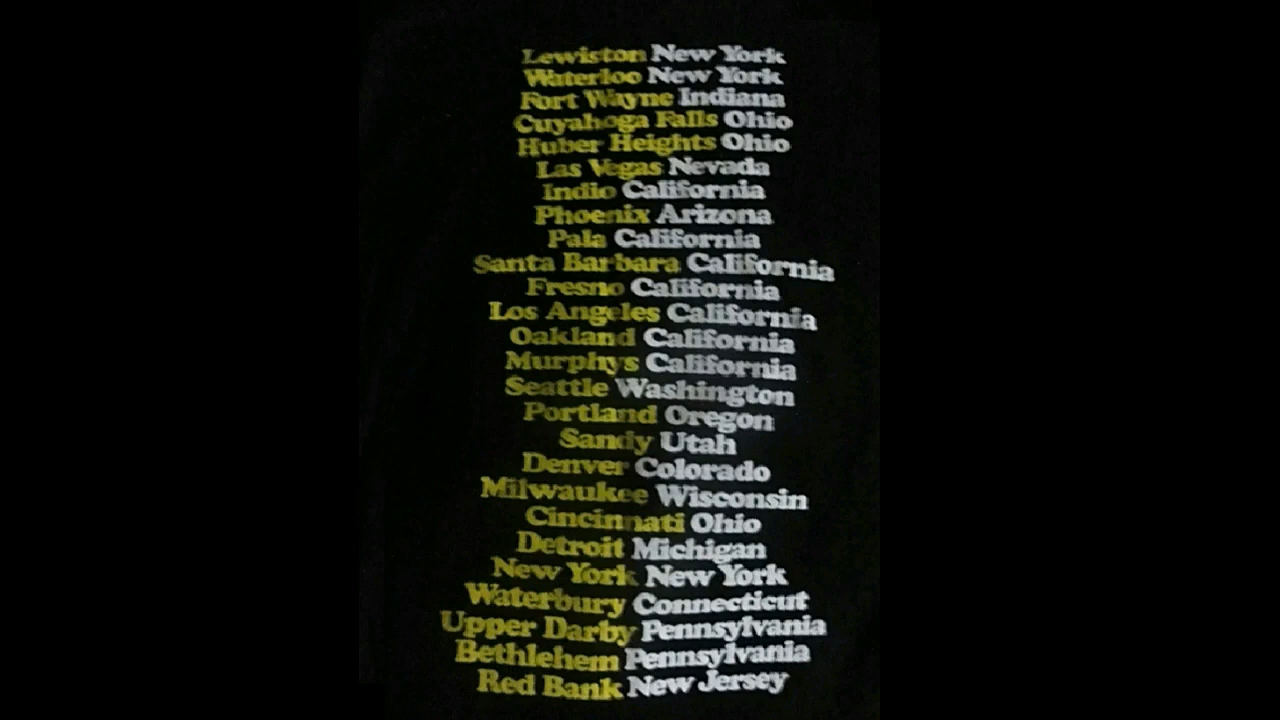 Lewiston New York
Waterloo New York
Fort Wayne Indiana
Cuyahoga Falls Ohio
Huber Heights Ohio
Las Vegas Nevada
Indio California
Phoenix Arizona
Pala California
Santa Barbara California
Fresno California
Los Angeles California
Oakland California
Murphys California
Seattle Washington
Portland Oregon
Sandy Utah
Denver Colorado
Milwaukee Wisconsin
Cincinnati Ohio
Detroit Michigan
New York New York
Waterbury Connecticut
Upper Darby Pennsylvania
Bethlehem Pennsylvania
Red Bank New Jersey